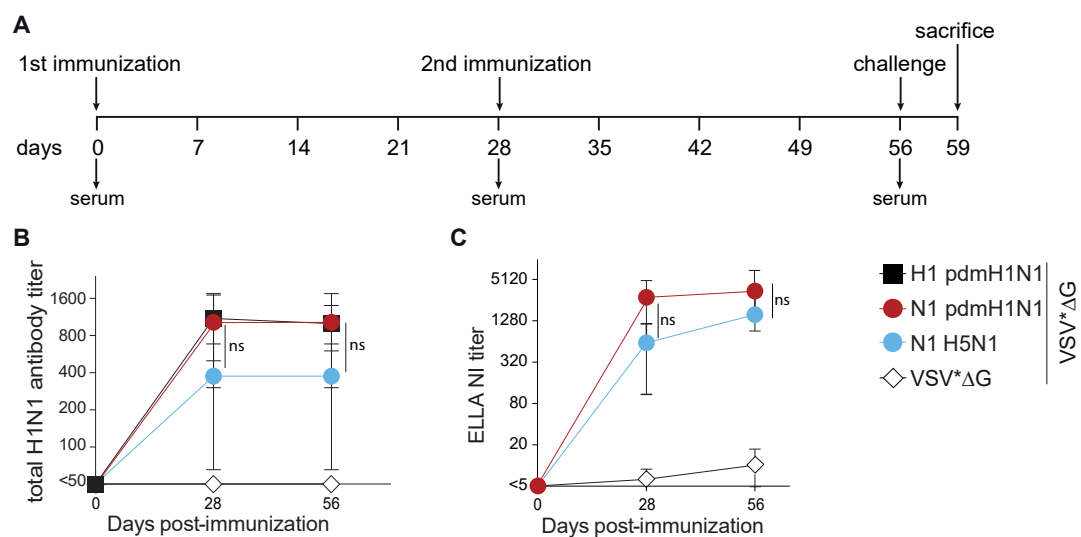 A
sacrifice
1st immunization
2nd immunization
challenge
days
0
7
14
21
28
35
42
49
56
59
serum
serum
serum
B
total H1N1 antibody titer
1600
800
400
200
100
<50
ns
ns
0
28
56
Days post-immunization
C
ELLA NI titer
5120
1280
320
80
20
<5
ns
ns
0
28
56
Days post-immunization
H1 pdmH1N1
N1 pdmH1N1
N1 H5N1
VSV*ΔG
VSV*ΔG